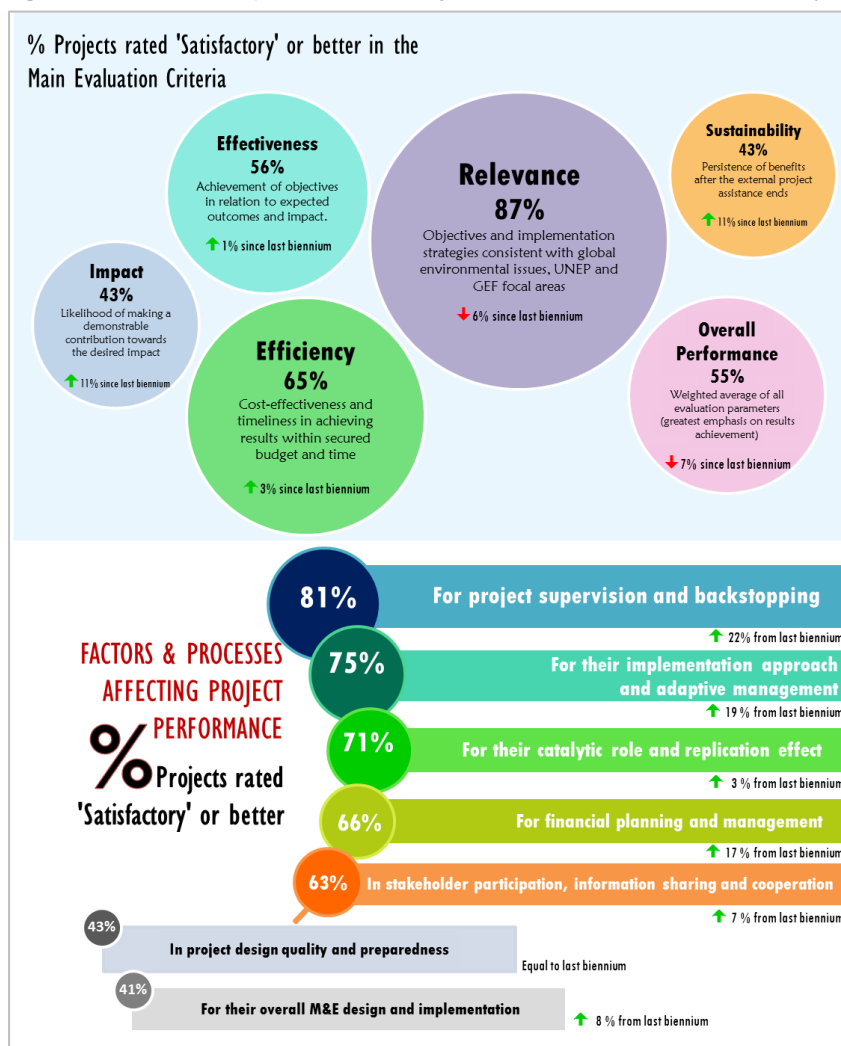 % Projects rated 'Satisfactory' or better in the
Main Evaluation Criteria
Effectiveness
56%
Achievement of objectives
in relation to expected
outcomes and impact.
1% since last biennium
Relevance
87%
Objectives and implementation
strategies consistent with global
environmental issues, UNEP and
GEF focal areas
6% since last biennium
Sustainability
43%
Persistence of benefits
after the external project
assistance ends
11% since last biennium
Impact
43%
Likelihood of making a
demonstrable
contribution towards
the desired impact
11% since last biennium
Efficiency
65%
Cost-effectiveness and
timeliness in achieving
results within secured
budget and time
3% since last biennium
Overall
Performance
55%
Weighted average of all
evaluation parameters
(greatest emphasis on results
achievement)
7% since last biennium
FACTORS & PROCESSES
AFFECTING PROJECT
PERFORMANCE
% Projects rated
'Satisfactory' or better
81%
For project supervision and backstopping
22% from last biennium
75%
For their implementation approach
and adaptive management
19 % from last biennium
71%
For their catalytic role and replication effect
3 % from last biennium
66%
For financial planning and management
17 % from last biennium
63%
In stakeholder participation, information sharing and cooperation
7 % from last biennium
43%
In project design quality and preparedness
Equal to last biennium
41%
For their overall M&E design and implementation
8 % from last biennium